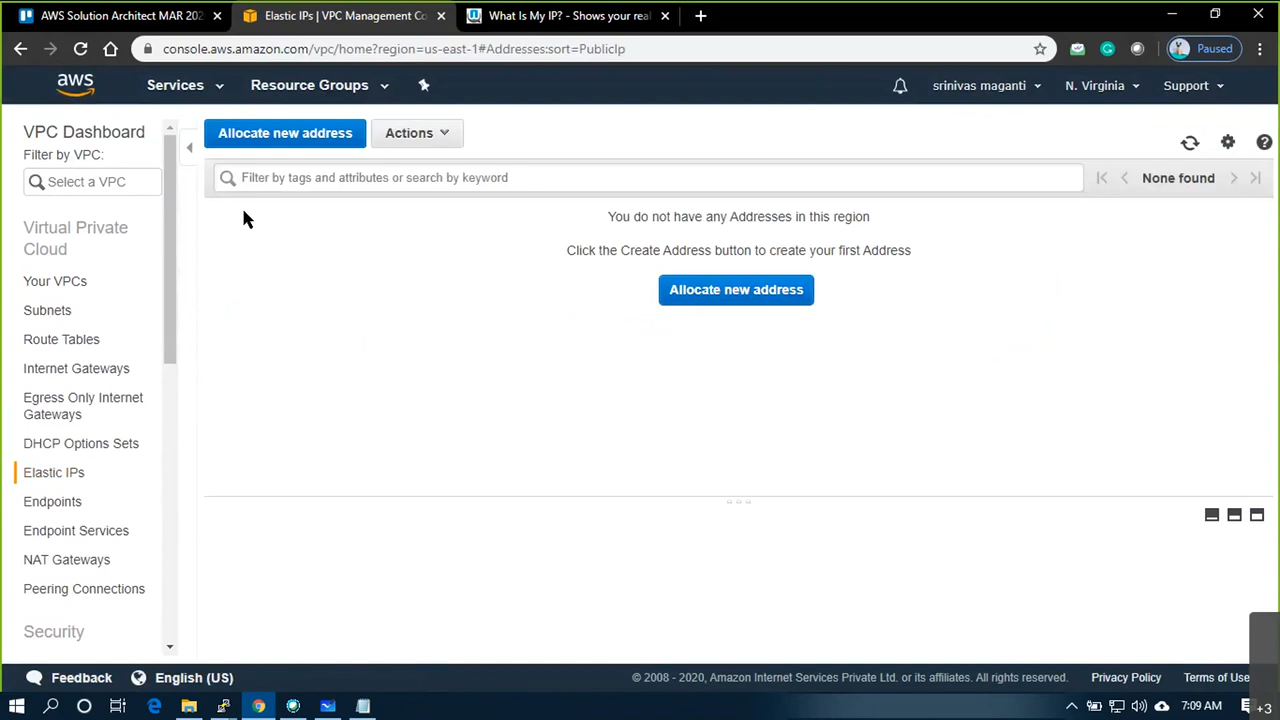 AWS Solution Architect MAR 202
Elastic IPs | VPC Management Co
What Is My IP? - Shows your real
console.aws.amazon.com/vpc/home?region=us-east-1#Addresses:sort=PublicIp
Paused
aws
Services
Resource Groups
srinivas maganti
N. Virginia
Support
VPC Dashboard
Filter by VPC:
Select a VPC
Virtual Private
Cloud
Your VPCs
Subnets
Route Tables
Internet Gateways
Egress Only Internet
Gateways
DHCP Options Sets
Elastic IPs
Endpoints
Endpoint Services
NAT Gateways
Peering Connections
Security
Allocate new address
Actions
Filter by tags and attributes or search by keyword
None found
You do not have any Addresses in this region
Click the Create Address button to create your first Address
Allocate new address
Feedback
English (US)
© 2008 - 2020, Amazon Internet Services Private Ltd. or its affiliates. All rights reserved.
Privacy Policy
Terms of Use
7:09 AM
+3